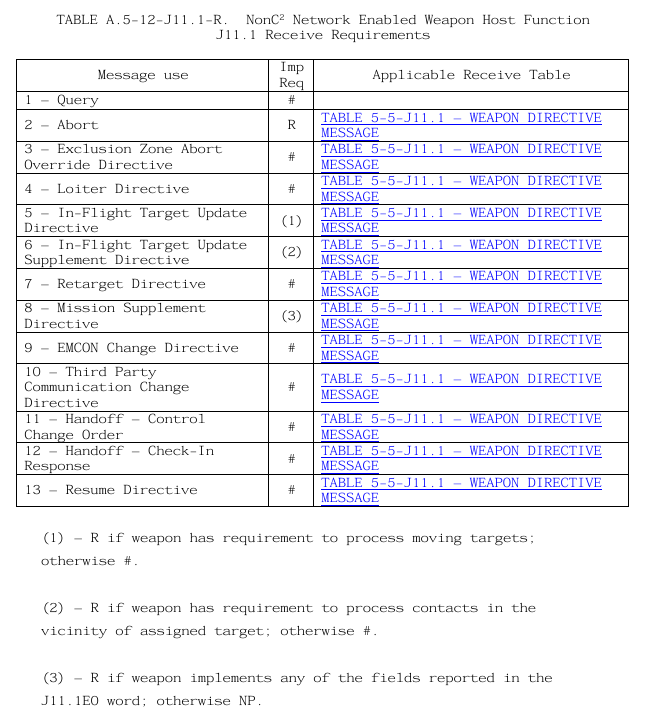 TABLE A.5-12-J11.1-R.  NonC² Network Enabled Weapon Host Function
J11.1 Receive Requirements
Message use
Imp
Req
Applicable Receive Table
1 – Query
#
2 – Abort
R
TABLE 5-5-J11.1 – WEAPON DIRECTIVE
MESSAGE
3 – Exclusion Zone Abort
Override Directive
#
TABLE 5-5-J11.1 – WEAPON DIRECTIVE
MESSAGE
4 – Loiter Directive
#
TABLE 5-5-J11.1 – WEAPON DIRECTIVE
MESSAGE
5 – In-Flight Target Update
Directive
(1)
TABLE 5-5-J11.1 – WEAPON DIRECTIVE
MESSAGE
6 – In-Flight Target Update
Supplement Directive
(2)
TABLE 5-5-J11.1 – WEAPON DIRECTIVE
MESSAGE
7 – Retarget Directive
#
TABLE 5-5-J11.1 – WEAPON DIRECTIVE
MESSAGE
8 – Mission Supplement
Directive
(3)
TABLE 5-5-J11.1 – WEAPON DIRECTIVE
MESSAGE
9 – EMCON Change Directive
#
TABLE 5-5-J11.1 – WEAPON DIRECTIVE
MESSAGE
10 – Third Party
Communication Change
Directive
#
TABLE 5-5-J11.1 – WEAPON DIRECTIVE
MESSAGE
11 – Handoff – Control
Change Order
#
TABLE 5-5-J11.1 – WEAPON DIRECTIVE
MESSAGE
12 – Handoff – Check-In
Response
#
TABLE 5-5-J11.1 – WEAPON DIRECTIVE
MESSAGE
13 – Resume Directive
#
TABLE 5-5-J11.1 – WEAPON DIRECTIVE
MESSAGE
(1) – R if weapon has requirement to process moving targets;
otherwise #.
(2) – R if weapon has requirement to process contacts in the
vicinity of assigned target; otherwise #.
(3) – R if weapon implements any of the fields reported in the
J11.1E0 word; otherwise NP.